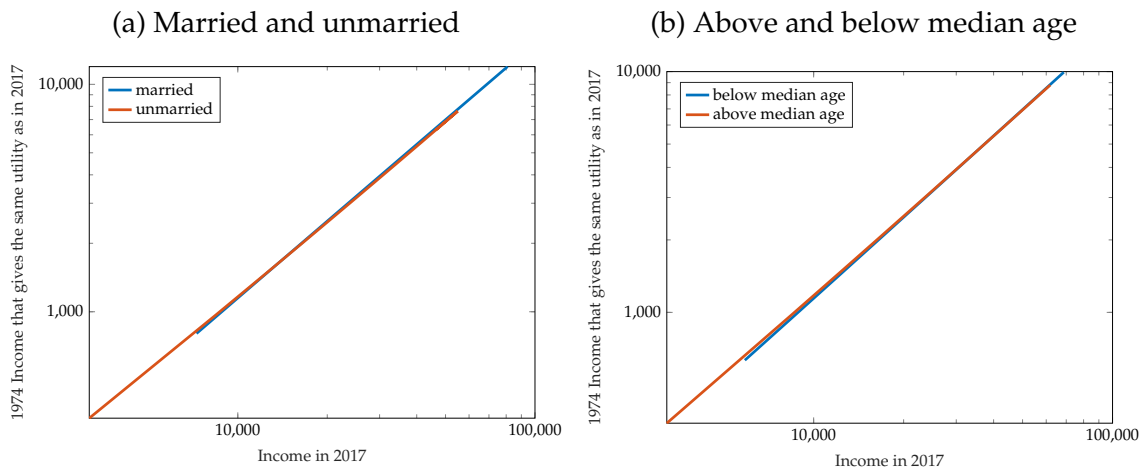 (a) Married and unmarried
1974 Income that gives the same utility as in 2017
10,000
1,000
married
unmarried
10,000
100,000
Income in 2017
(b) Above and below median age
1974 Income that gives the same utility as in 2017
10,000
1,000
below median age
above median age
10,000
100,000
Income in 2017